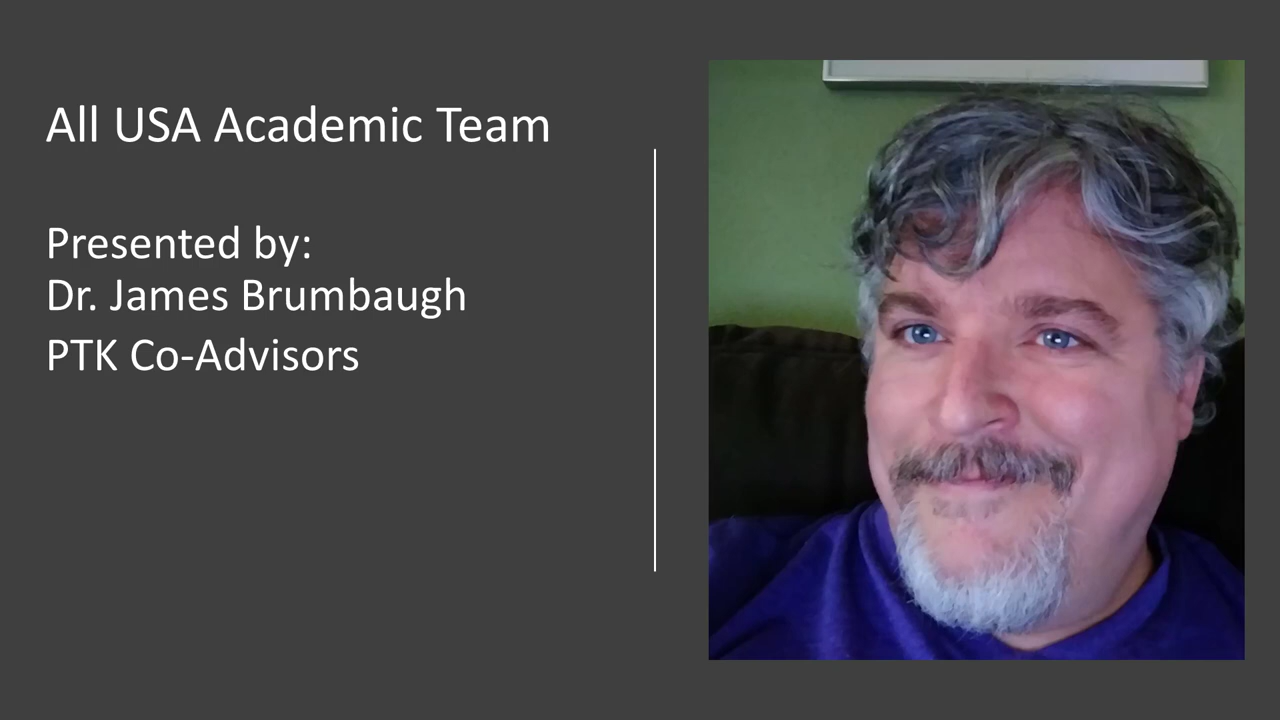 All USA Academic Team
Presented by:
Dr. James Brumbaugh
PTK Co-Advisors